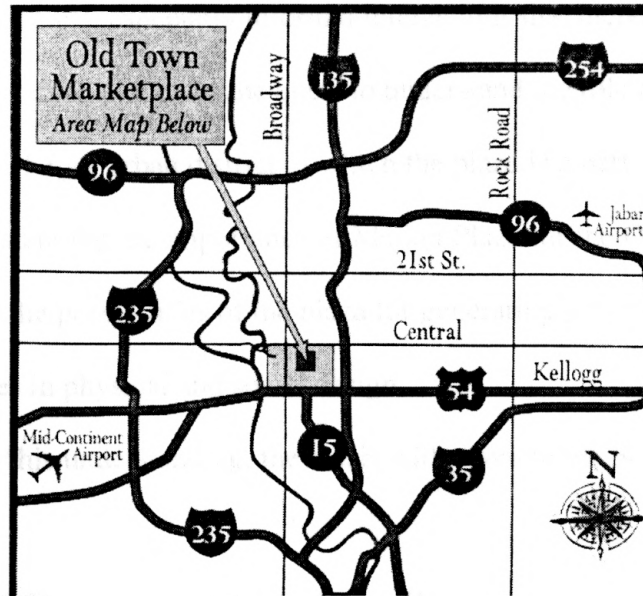 Old Town
Marketplace
Area Map Below
Broadway
135
254
Rock Road
96
96
Jabar
Airport
21st St.
235
Central
Kellogg
54
Mid-Continent
Airport
15
35
235
N